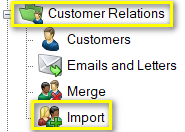 Customer Relations
Customers
Emails and Letters
Merge
Import